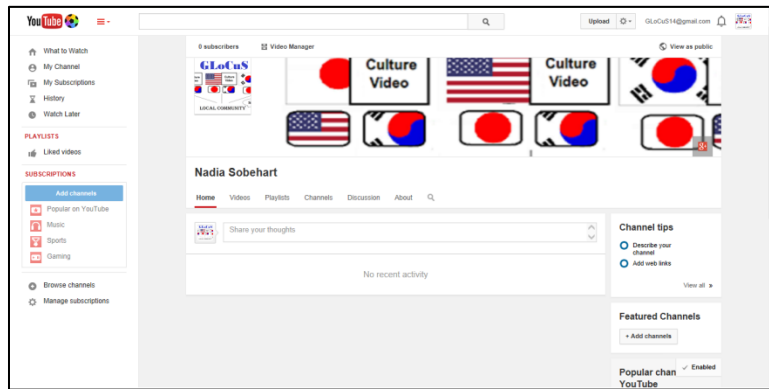 YouTube
Upload
GLoCuS14@gmail.com
What to Watch
My Channel
My Subscriptions
History
Watch Later
PLAYLISTS
Liked videos
SUBSCRIPTIONS
Add channels
Popular on YouTube
Music
Sports
Gaming
Browse channels
Manage subscriptions
0 subscribers
Video Manager
View as public
GLoCuS
LOCAL COMMUNITY
Culture
Video
Culture
Video
g+
Nadia Sobehart
Home Videos Playlists Channels Discussion About
Share your thoughts
No recent activity
Channel tips
Describe your
channel
Add web links
View all »
Featured Channels
+ Add channels
Popular chan
YouTube
Enabled